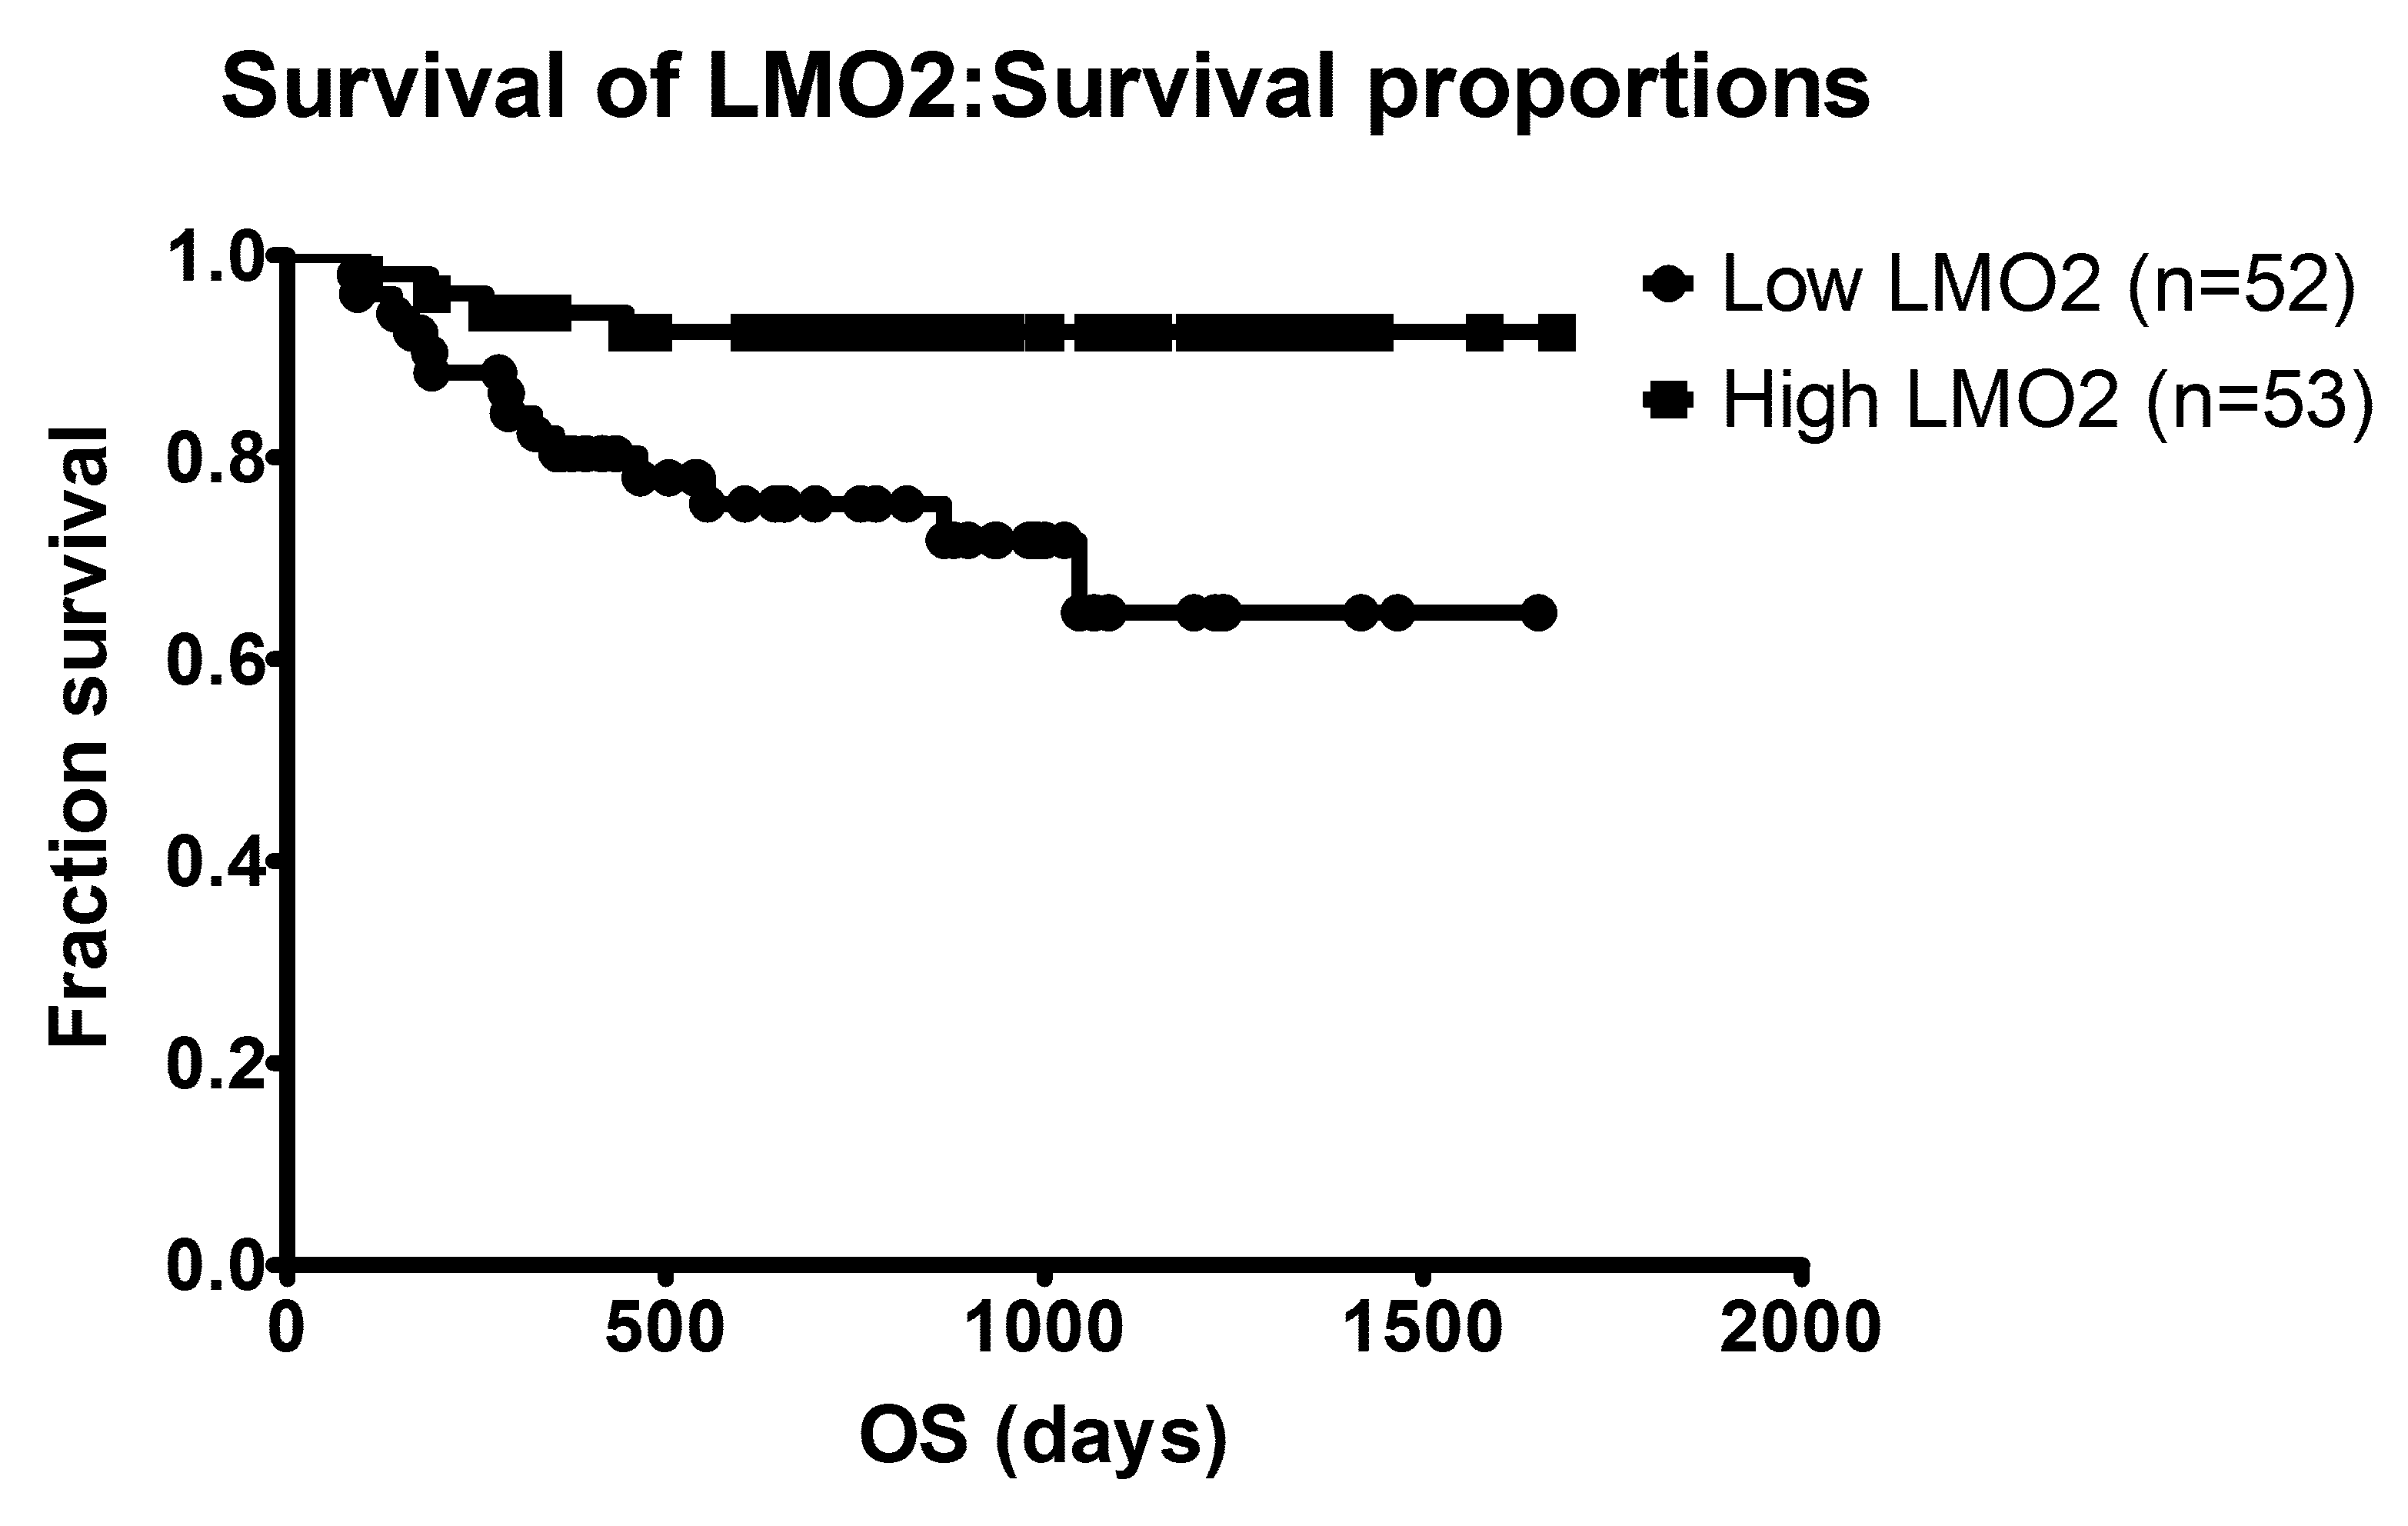 Survival of LMO2:Survival proportions
Low LMO2 (n=52)
High LMO2 (n=53)
Fraction survival
1.0
0.8
0.6
0.4
0.2
0.0
0 500 1000 1500 2000
OS (days)